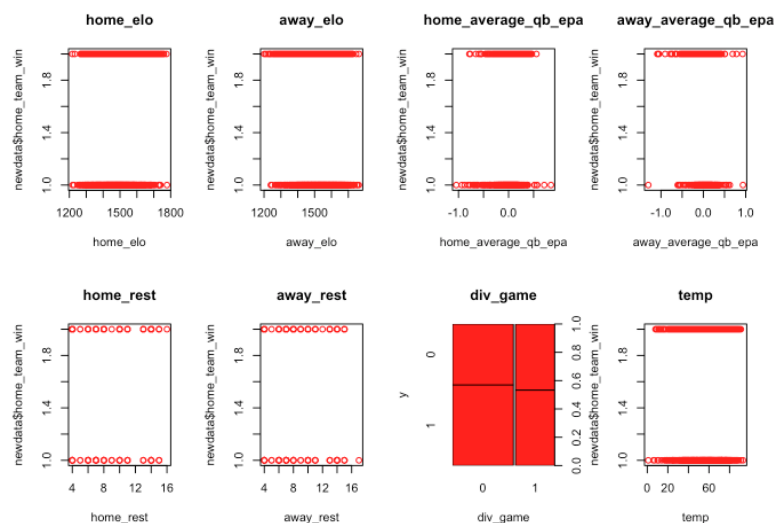 home_elo
away_elo
home_average_qb_epa
away_average_qb_epa
newdata$home_team_win
1.0 1.4 1.8
1200 1500 1800
home_elo
newdata$home_team_win
1.0 1.4 1.8
1200 1500
away_elo
newdata$home_team_win
1.0 1.4 1.8
-1.0 0.0
home_average_qb_epa
newdata$home_team_win
1.0 1.4 1.8
-1.0 0.0 1.0
away_average_qb_epa
home_rest
away_rest
div_game
temp
newdata$home_team_win
1.0 1.4 1.8
4 6 8 10 12 14 16
home_rest
newdata$home_team_win
1.0 1.4 1.8
4 6 8 10 12 14 16
away_rest
y
0
1
0.0 0.2 0.4 0.6 0.8 1.0
0 1
div_game
newdata$home_team_win
1.0 1.4 1.8
0 20 60
temp